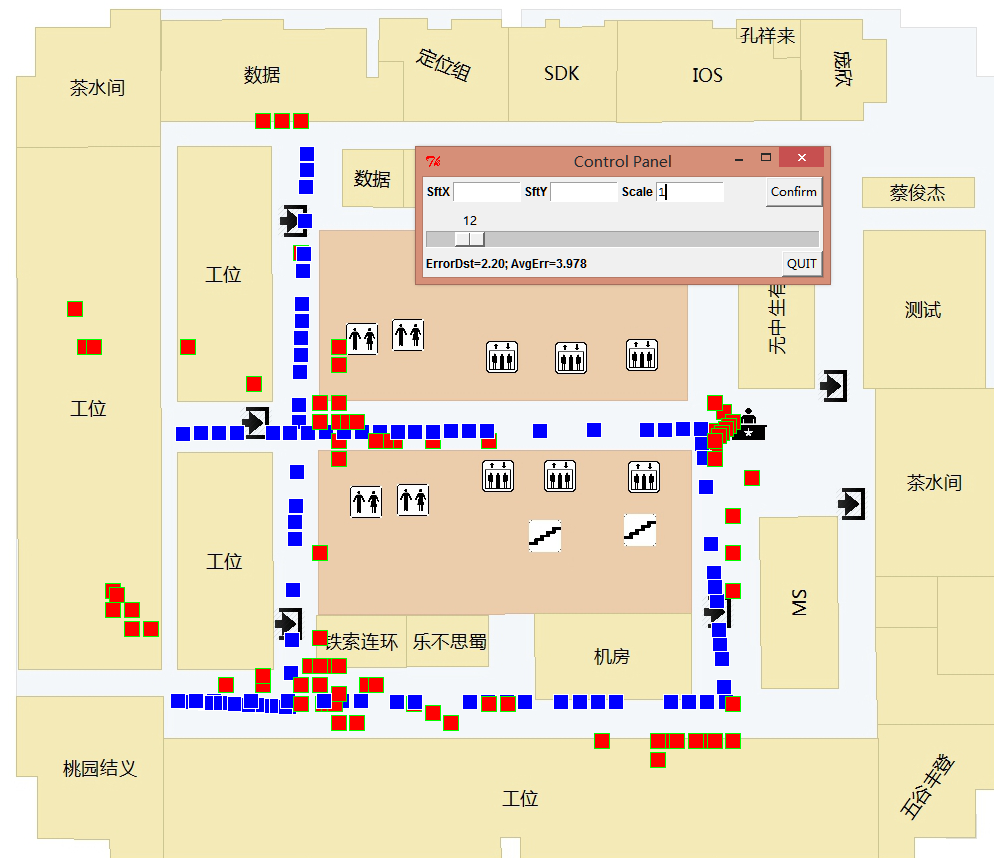 孔祥来
定位组
庞欣
数据
SDK
IOS
茶水间
Control Panel
数据
SftX
SftY
Scale 1
Confirm
蔡俊杰
12
ErrorDst=2.20; AvgErr=3.978
QUIT
工位
无中生有
测试
工位
茶水间
工位
MS
铁索连环
乐不思蜀
机房
桃园结义
工位
五谷丰登